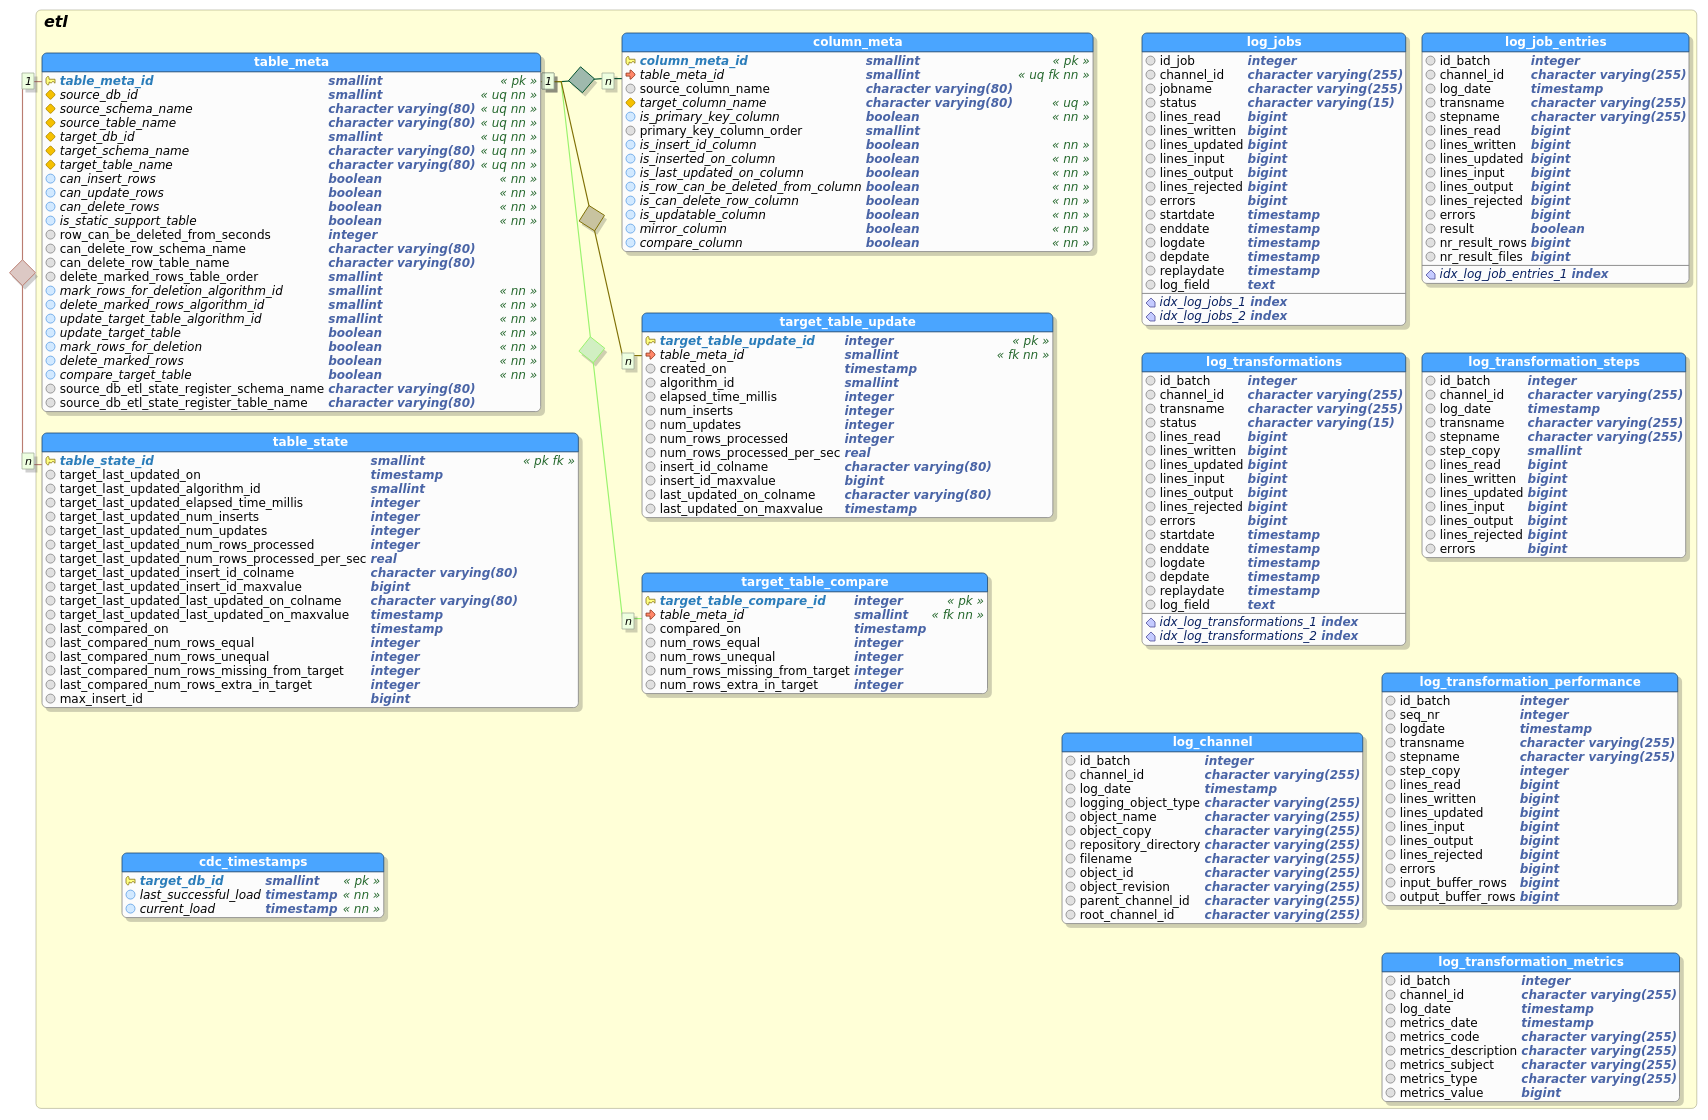 etl
table_meta
table_meta_id smallint « pk »
source_db_id smallint « uq nn »
source_schema_name character varying(80) « uq nn »
source_table_name character varying(80) « uq nn »
target_db_id smallint « uq nn »
target_schema_name character varying(80) « uq nn »
target_table_name character varying(80) « uq nn »
can_insert_rows boolean « nn »
can_update_rows boolean « nn »
can_delete_rows boolean « nn »
is_static_support_table boolean « nn »
row_can_be_deleted_from_seconds integer
can_delete_row_schema_name character varying(80)
can_delete_row_table_name character varying(80)
delete_marked_rows_table_order smallint
mark_rows_for_deletion_algorithm_id smallint « nn »
delete_marked_rows_algorithm_id smallint « nn »
update_target_table_algorithm_id smallint « nn »
update_target_table boolean « nn »
mark_rows_for_deletion boolean « nn »
delete_marked_rows boolean « nn »
compare_target_table boolean « nn »
source_db_etl_state_register_schema_name character varying(80)
source_db_etl_state_register_table_name character varying(80)
1
1
n
n
n
n
column_meta
column_meta_id smallint « pk »
table_meta_id smallint « uq fk nn »
source_column_name character varying(80)
target_column_name character varying(80) « uq »
is_primary_key_column boolean « nn »
primary_key_column_order smallint
is_insert_id_column boolean « nn »
is_inserted_on_column boolean « nn »
is_last_updated_on_column boolean « nn »
is_row_can_be_deleted_from_column boolean « nn »
is_can_delete_row_column boolean « nn »
is_updatable_column boolean « nn »
mirror_column boolean « nn »
compare_column boolean « nn »
log_jobs
id_job integer
channel_id character varying(255)
jobname character varying(255)
status character varying(15)
lines_read bigint
lines_written bigint
lines_updated bigint
lines_input bigint
lines_output bigint
lines_rejected bigint
errors bigint
startdate timestamp
enddate timestamp
logdate timestamp
depdate timestamp
replaydate timestamp
log_field text
idx_log_jobs_1 index
idx_log_jobs_2 index
log_job_entries
id_batch integer
channel_id character varying(255)
log_date timestamp
transname character varying(255)
stepname character varying(255)
lines_read bigint
lines_written bigint
lines_updated bigint
lines_input bigint
lines_output bigint
lines_rejected bigint
errors bigint
result boolean
nr_result_rows bigint
nr_result_files bigint
idx_log_job_entries_1 index
target_table_update
target_table_update_id integer « pk »
table_meta_id smallint « fk nn »
created_on timestamp
algorithm_id smallint
elapsed_time_millis integer
num_inserts integer
num_updates integer
num_rows_processed integer
num_rows_processed_per_sec real
insert_id_colname character varying(80)
insert_id_maxvalue bigint
last_updated_on_colname character varying(80)
last_updated_on_maxvalue timestamp
log_transformations
id_batch integer
channel_id character varying(255)
transname character varying(255)
status character varying(15)
lines_read bigint
lines_written bigint
lines_updated bigint
lines_input bigint
lines_output bigint
lines_rejected bigint
errors bigint
startdate timestamp
enddate timestamp
logdate timestamp
depdate timestamp
replaydate timestamp
log_field text
idx_log_transformations_1 index
idx_log_transformations_2 index
log_transformation_steps
id_batch integer
channel_id character varying(255)
log_date timestamp
transname character varying(255)
stepname character varying(255)
step_copy smallint
lines_read bigint
lines_written bigint
lines_updated bigint
lines_input bigint
lines_output bigint
lines_rejected bigint
errors bigint
table_state
table_state_id smallint « pk fk »
target_last_updated_on timestamp
target_last_updated_algorithm_id smallint
target_last_updated_elapsed_time_millis integer
target_last_updated_num_inserts integer
target_last_updated_num_updates integer
target_last_updated_num_rows_processed integer
target_last_updated_num_rows_processed_per_sec real
target_last_updated_insert_id_colname character varying(80)
target_last_updated_insert_id_maxvalue bigint
target_last_updated_last_updated_on_colname character varying(80)
target_last_updated_last_updated_on_maxvalue timestamp
last_compared_on timestamp
last_compared_num_rows_equal integer
last_compared_num_rows_unequal integer
last_compared_num_rows_missing_from_target integer
last_compared_num_rows_extra_in_target integer
max_insert_id bigint
target_table_compare
target_table_compare_id integer « pk »
table_meta_id smallint « fk nn »
compared_on timestamp
num_rows_equal integer
num_rows_unequal integer
num_rows_missing_from_target integer
num_rows_extra_in_target integer
log_transformation_performance
id_batch integer
seq_nr integer
logdate timestamp
transname character varying(255)
stepname character varying(255)
step_copy integer
lines_read bigint
lines_written bigint
lines_updated bigint
lines_input bigint
lines_output bigint
lines_rejected bigint
errors bigint
input_buffer_rows bigint
output_buffer_rows bigint
log_channel
id_batch integer
channel_id character varying(255)
log_date timestamp
logging_object_type character varying(255)
object_name character varying(255)
object_copy character varying(255)
repository_directory character varying(255)
filename character varying(255)
object_id character varying(255)
object_revision character varying(255)
parent_channel_id character varying(255)
root_channel_id character varying(255)
cdc_timestamps
target_db_id smallint « pk »
last_successful_load timestamp « nn »
current_load timestamp « nn »
log_transformation_metrics
id_batch integer
channel_id character varying(255)
log_date timestamp
metrics_date timestamp
metrics_code character varying(255)
metrics_description character varying(255)
metrics_subject character varying(255)
metrics_type character varying(255)
metrics_value bigint